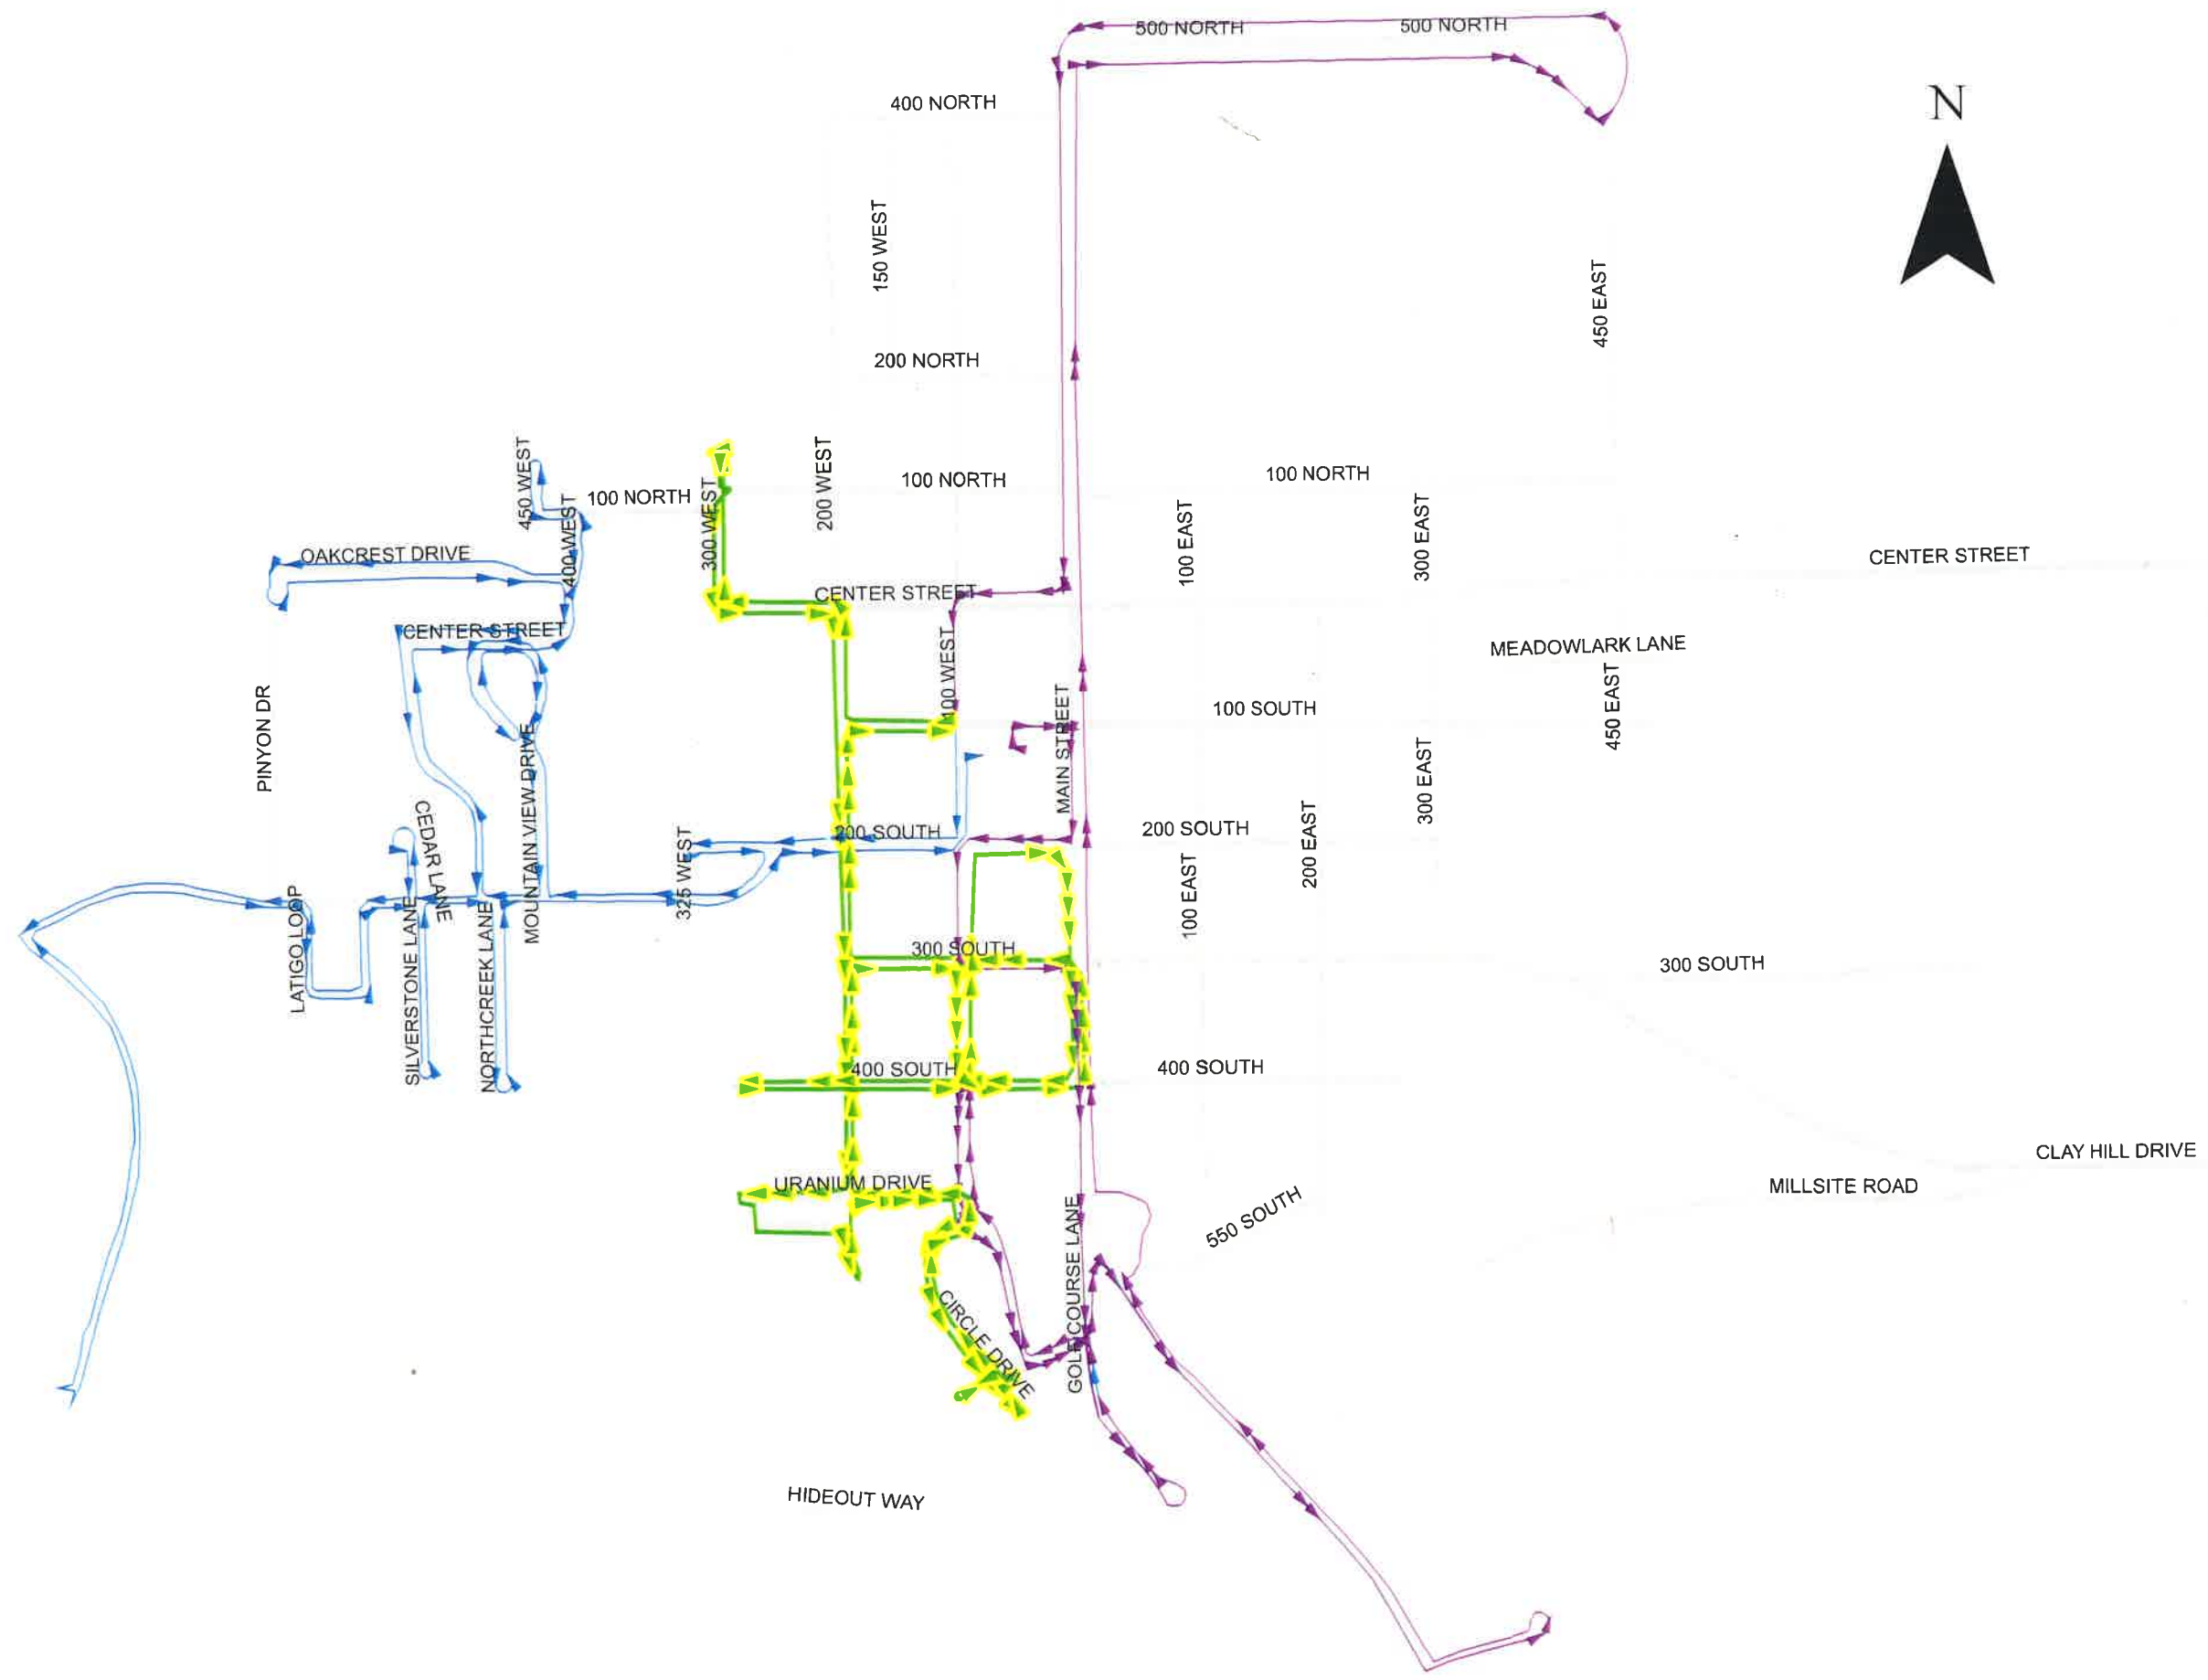 500 NORTH
500 NORTH
N
400 NORTH
150 WEST
450 EAST
200 NORTH
450 WEST
400 WEST
100 NORTH
300 WEST
200 WEST
100 NORTH
100 NORTH
100 EAST
300 EAST
OAKCREST DRIVE
CENTER STREET
CENTER STREET
CENTER STREET
100 WEST
MEADOWLARK LANE
450 EAST
PINYON DR
MAIN STREET
100 SOUTH
MOUNTAIN VIEW DRIVE
300 EAST
CEDAR LANE
325 WEST
200 SOUTH
200 SOUTH
200 EAST
100 EAST
LATIGO LOOP
SILVERSTONE LANE
NORTHCREEK LANE
300 SOUTH
300 SOUTH
400 SOUTH
400 SOUTH
CLAY HILL DRIVE
URANIUM DRIVE
MILLSITE ROAD
550 SOUTH
GOLF COURSE LANE
CIRCLE DRIVE
HIDEOUT WAY